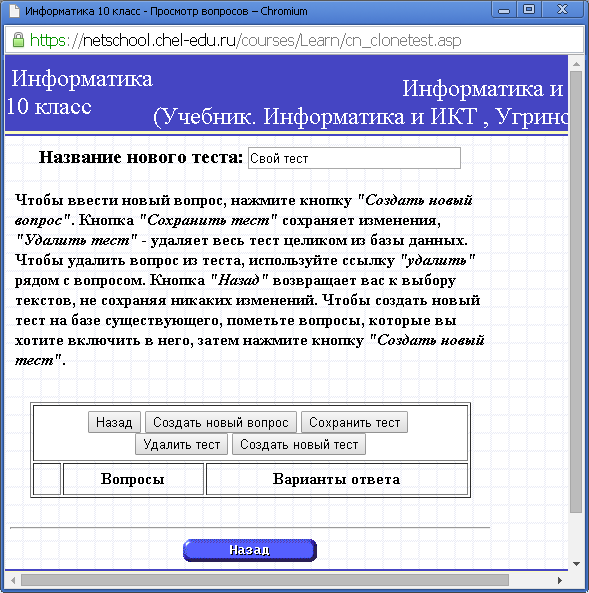 Информатика 10 класс - Просмотр вопросов – Chromium
https://netschool.chel-edu.ru/courses/Learn/cn_clonetest.asp
Информатика
10 класс
Информатика и
(Учебник. Информатика и ИКТ , Угрино
Название нового теста: Свой тест
Чтобы ввести новый вопрос, нажмите кнопку "Создать новый
вопрос". Кнопка "Сохранить тест" сохраняет изменения,
"Удалить тест" - удаляет весь тест целиком из базы данных.
Чтобы удалить вопрос из теста, используйте ссылку "удалить"
рядом с вопросом. Кнопка "Назад" возвращает вас к выбору
текстов, не сохраняя никаких изменений. Чтобы создать новый
тест на базе существующего, пометьте вопросы, которые вы
хотите включить в него, затем нажмите кнопку "Создать новый
тест".
Назад Создать новый вопрос Сохранить тест
Удалить тест Создать новый тест
Вопросы Варианты ответа
Назад